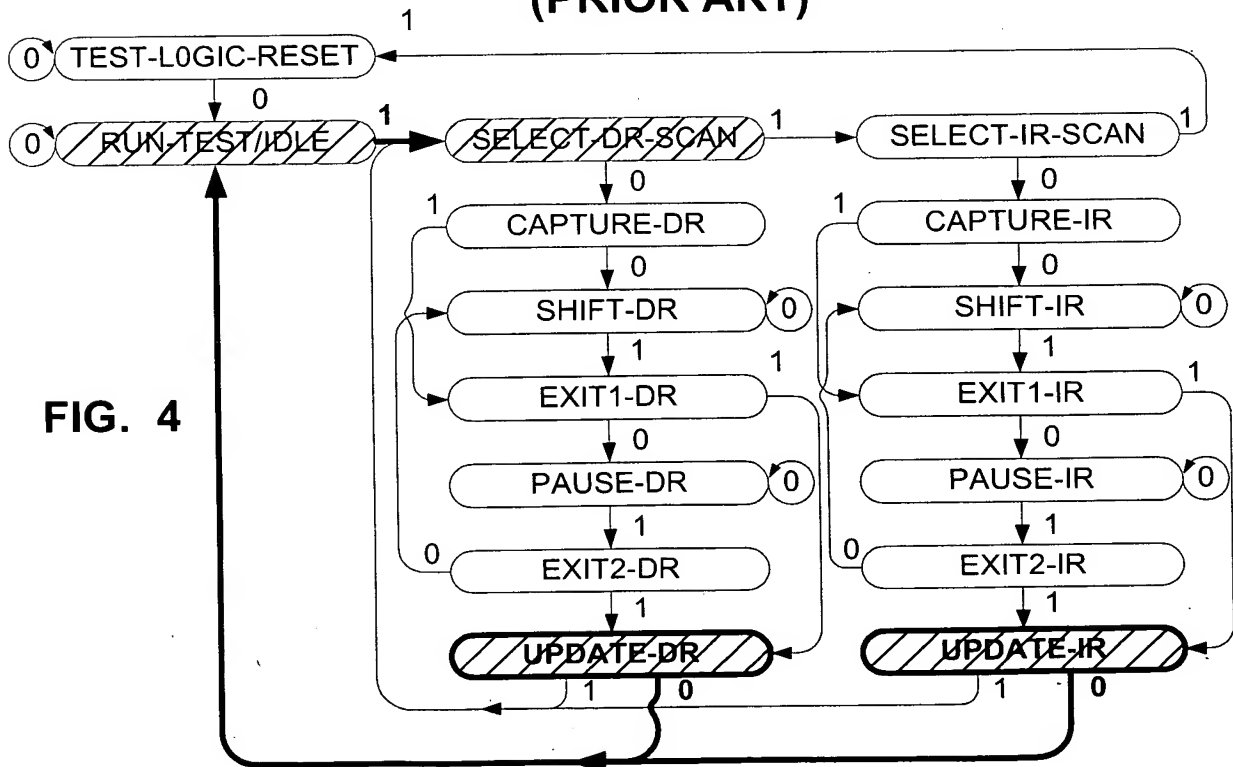 (PRIOR ART)
1
0 TEST-L0GIC-RESET
0
0 RUN-TEST/IDLE 1 SELECT-DR-SCAN 1 SELECT-IR-SCAN 1
0 0
1 CAPTURE-DR 1 CAPTURE-IR
0 0
SHIFT-DR 0 SHIFT-IR 0
1 1
EXIT1-DR 1 EXIT1-IR 1
FIG. 4
0 0
PAUSE-DR 0 PAUSE-IR 0
1 1
0 EXIT2-DR 0 EXIT2-IR
1 1
UPDATE-DR UPDATE-IR
1 0 1 0